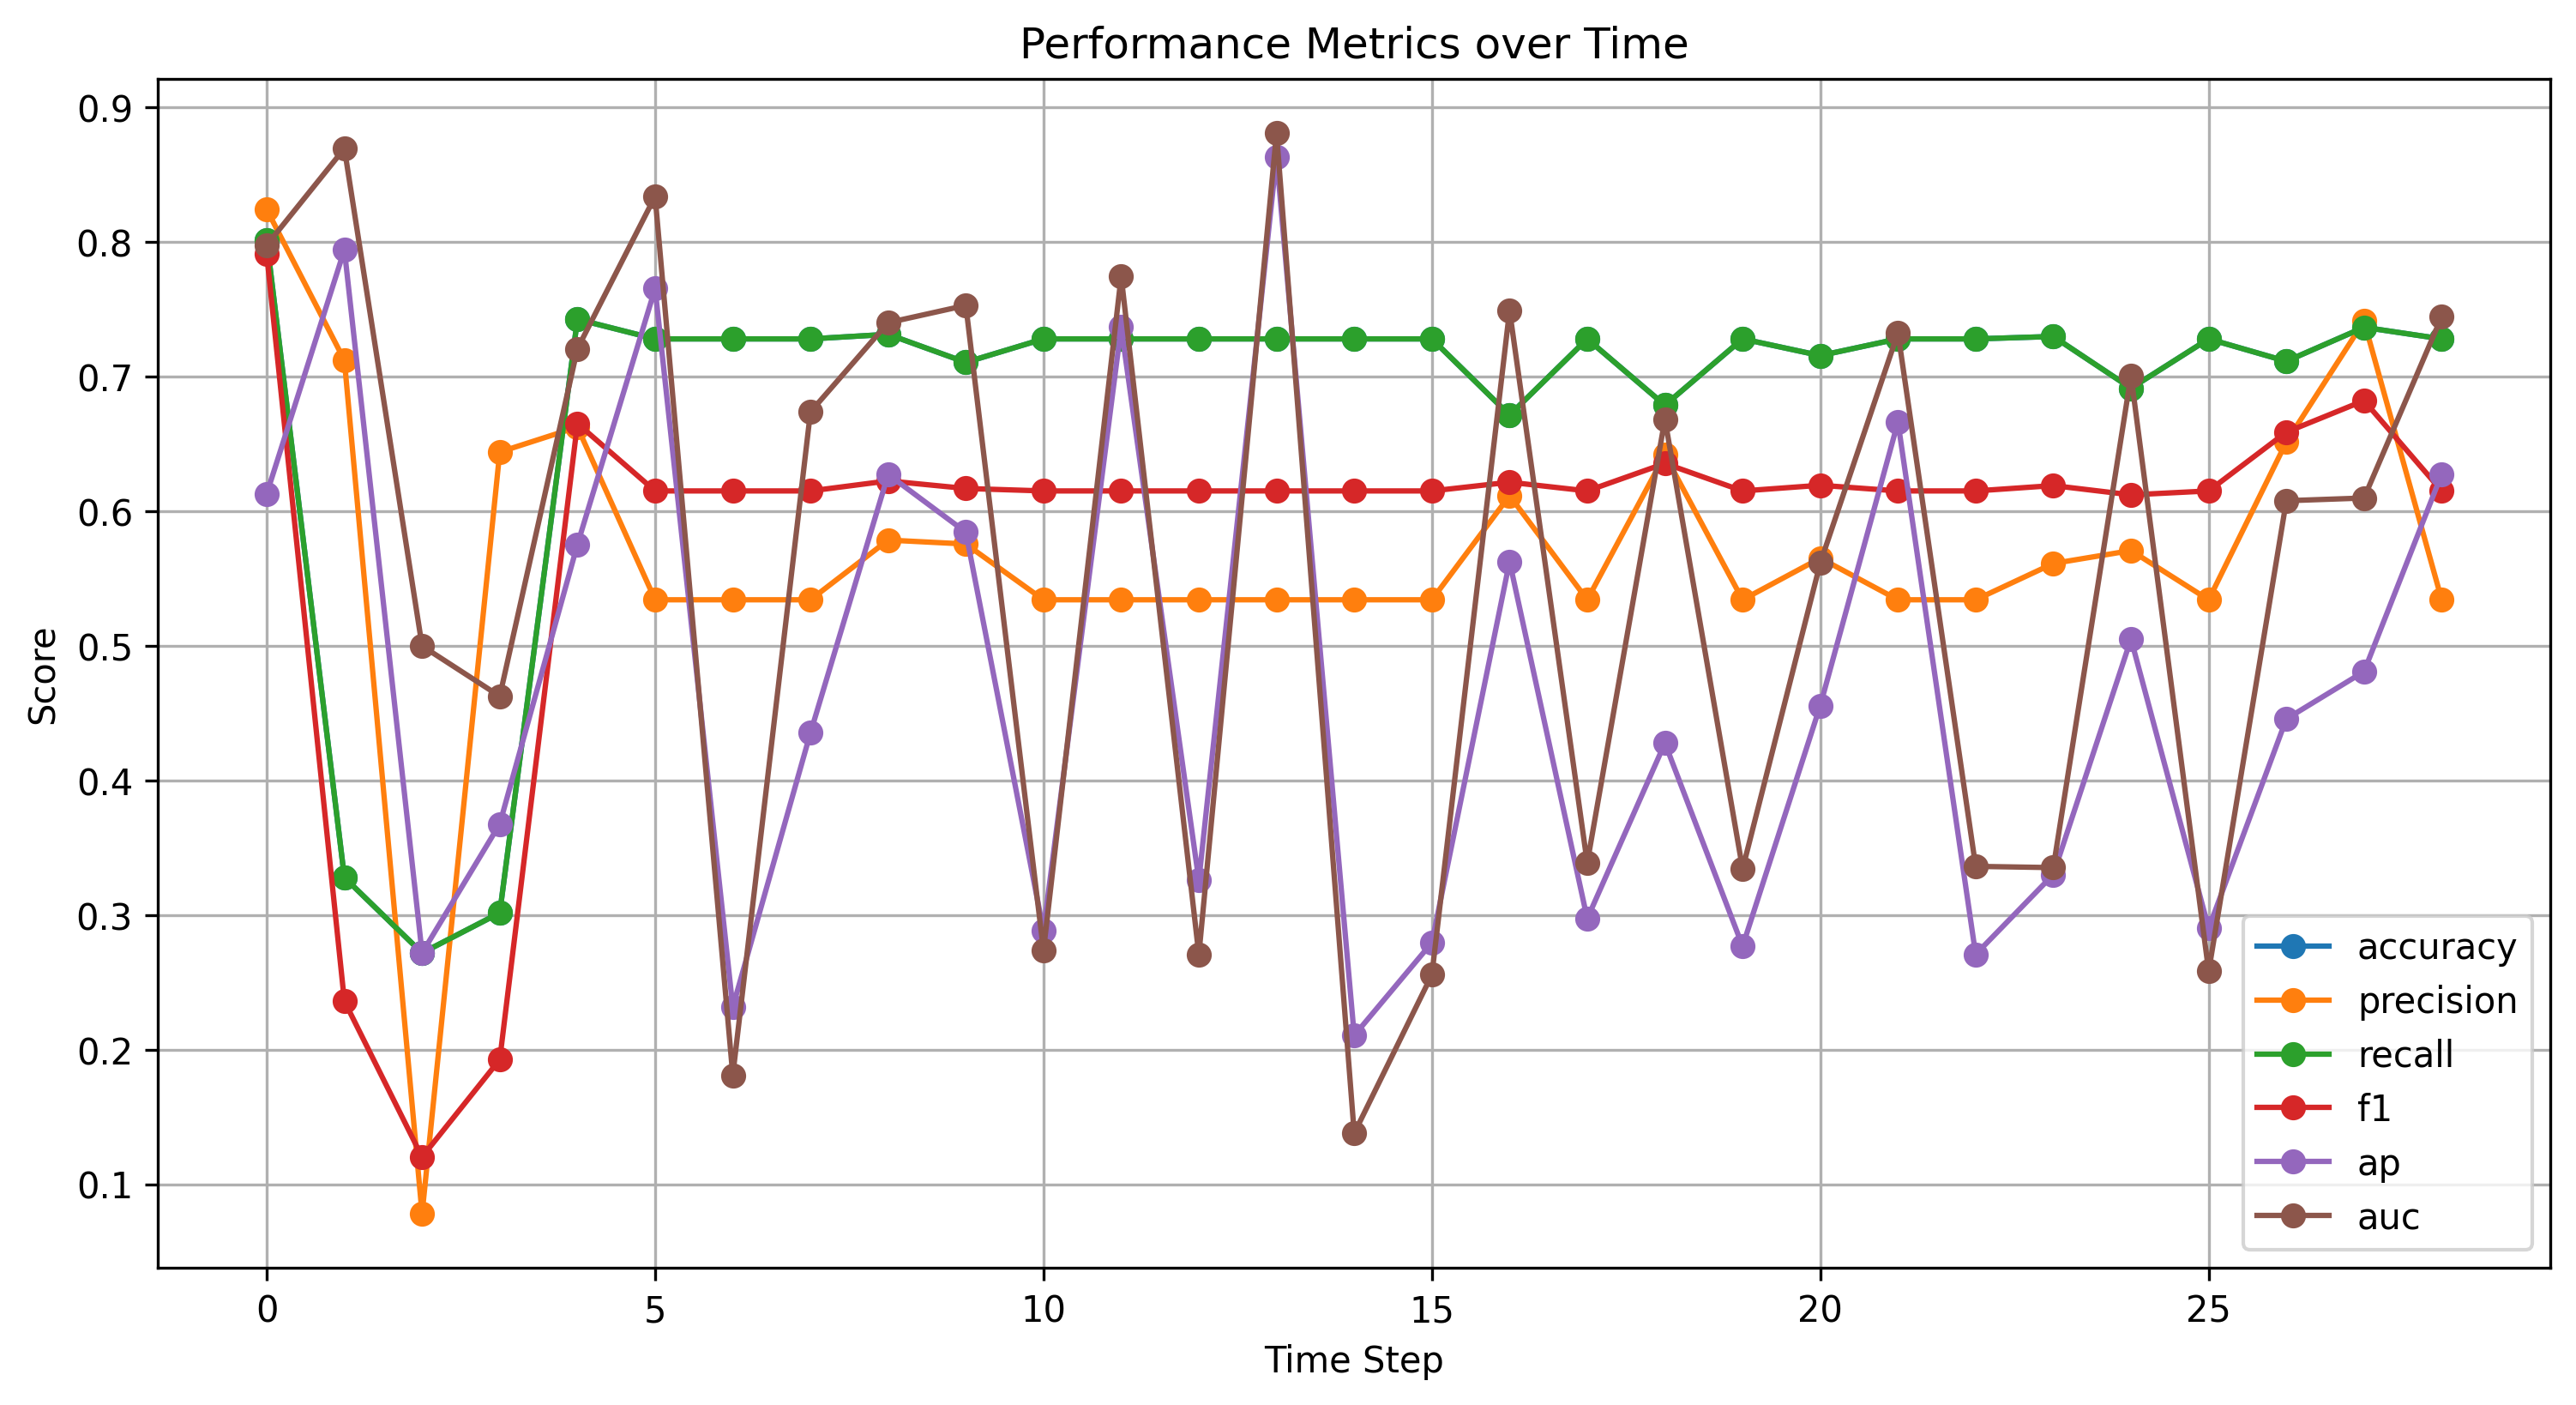 Performance Metrics over Time
Score
0.9
0.8
0.7
0.6
0.5
0.4
0.3
0.2
0.1
0 5 10 15 20 25
Time Step
accuracy
precision
recall
f1
ap
auc